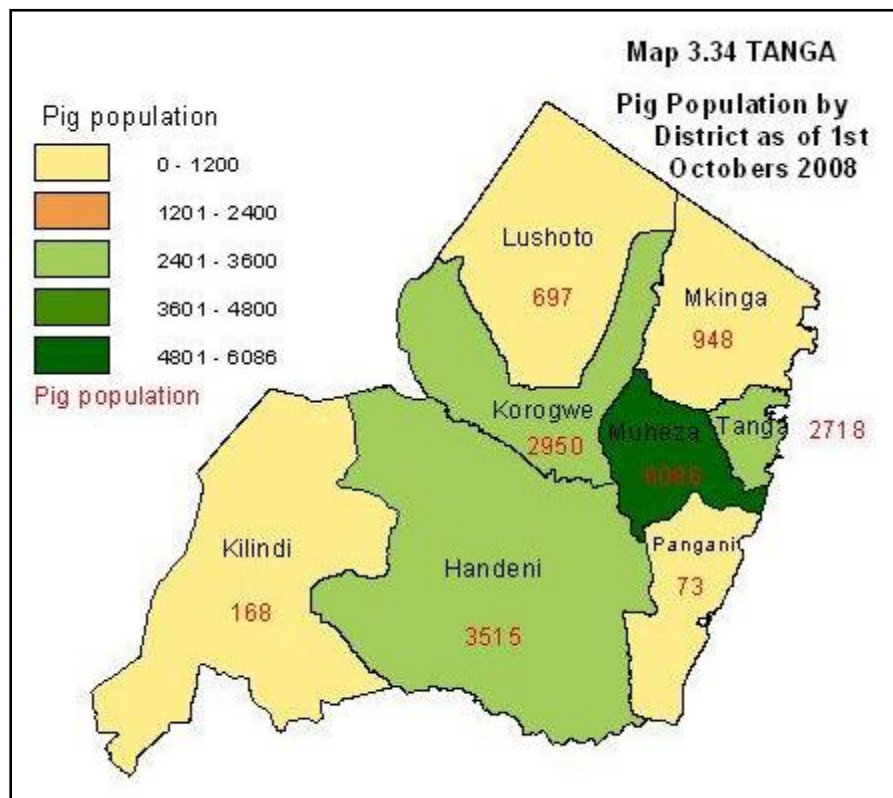 Map 3.34 TANGA
Pig Population by
District as of 1st
Octobers 2008
Pig population
0 - 1200
1201 - 2400
2401 - 3600
3601 - 4800
4801 - 6086
Pig population
Lushoto
697
Mkinga
948
Korogwe
2950
Muheza
6086
Tanga
2718
Kilindi
168
Handeni
3515
Pangani
73